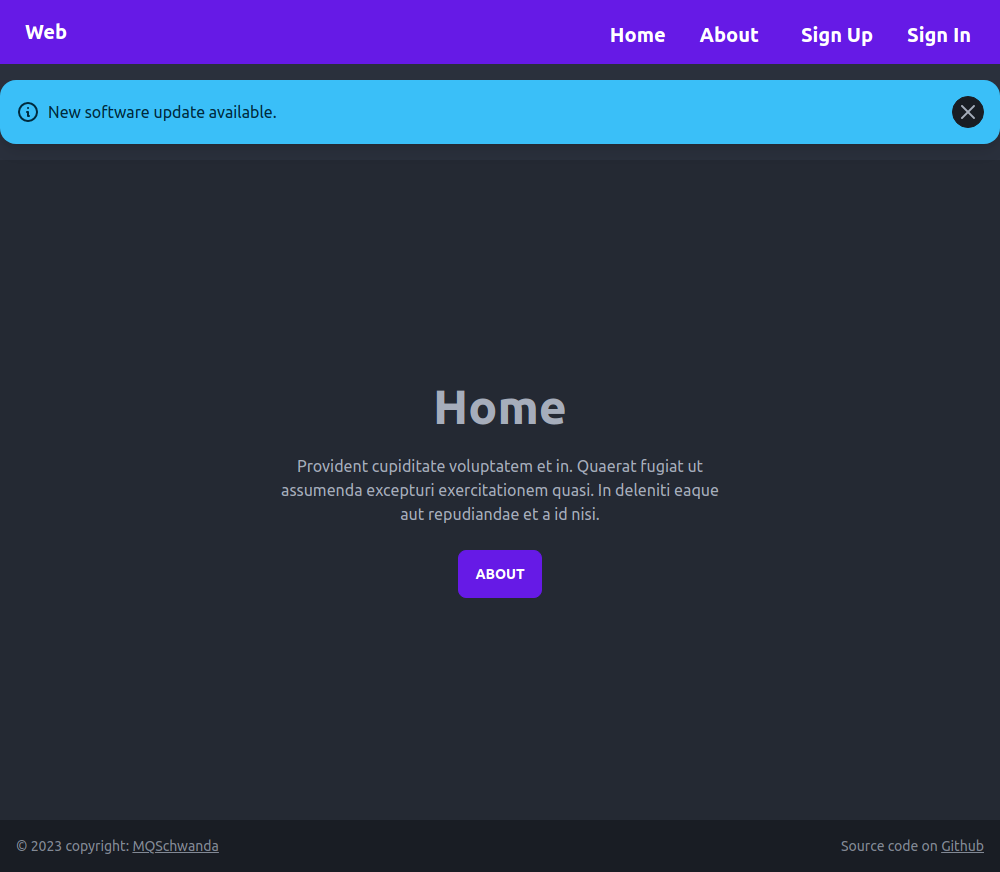 Web
Home About Sign Up Sign In
New software update available.
Home
Provident cupiditate voluptatem et in. Quaerat fugiat ut
assumenda excepturi exercitationem quasi. In deleniti eaque
aut repudiandae et a id nisi.
ABOUT
© 2023 copyright: MQSchwanda
Source code on Github